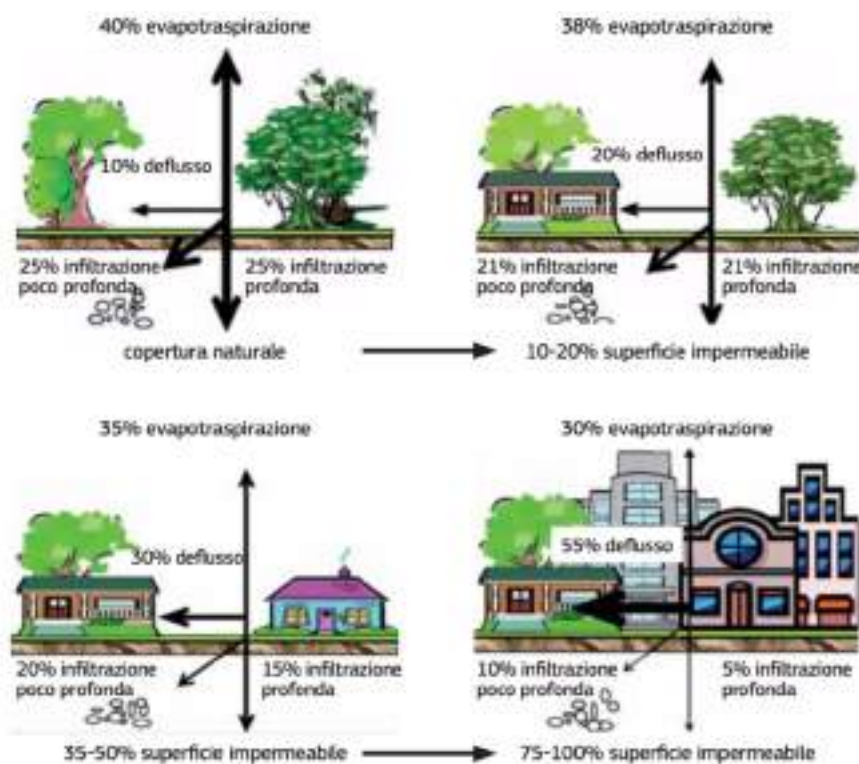 40% evapotraspirazione
10% deflusso
25% infiltrazione
poco profonda
25% infiltrazione
profonda
copertura naturale
38% evapotraspirazione
20% deflusso
21% infiltrazione
poco profonda
21% infiltrazione
profonda
10-20% superficie impermeabile
35% evapotraspirazione
30% deflusso
20% infiltrazione
poco profonda
15% infiltrazione
profonda
35-50% superficie impermeabile
30% evapotraspirazione
55% deflusso
10% infiltrazione
poco profonda
5% infiltrazione
profonda
75-100% superficie impermeabile